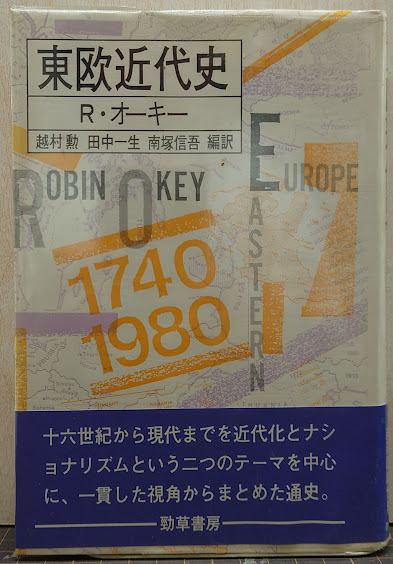 東欧近代史
R・オーキー
越村勲 田中一生 南塚信吾 編訳
ROBIN OKEY
EASTERN
EUROPE
1740
1980
十六世紀から現代までを近代化とナシ
ョナリズムという二つのテーマを中心
に、一貫した視角からまとめた通史。
勁草書房